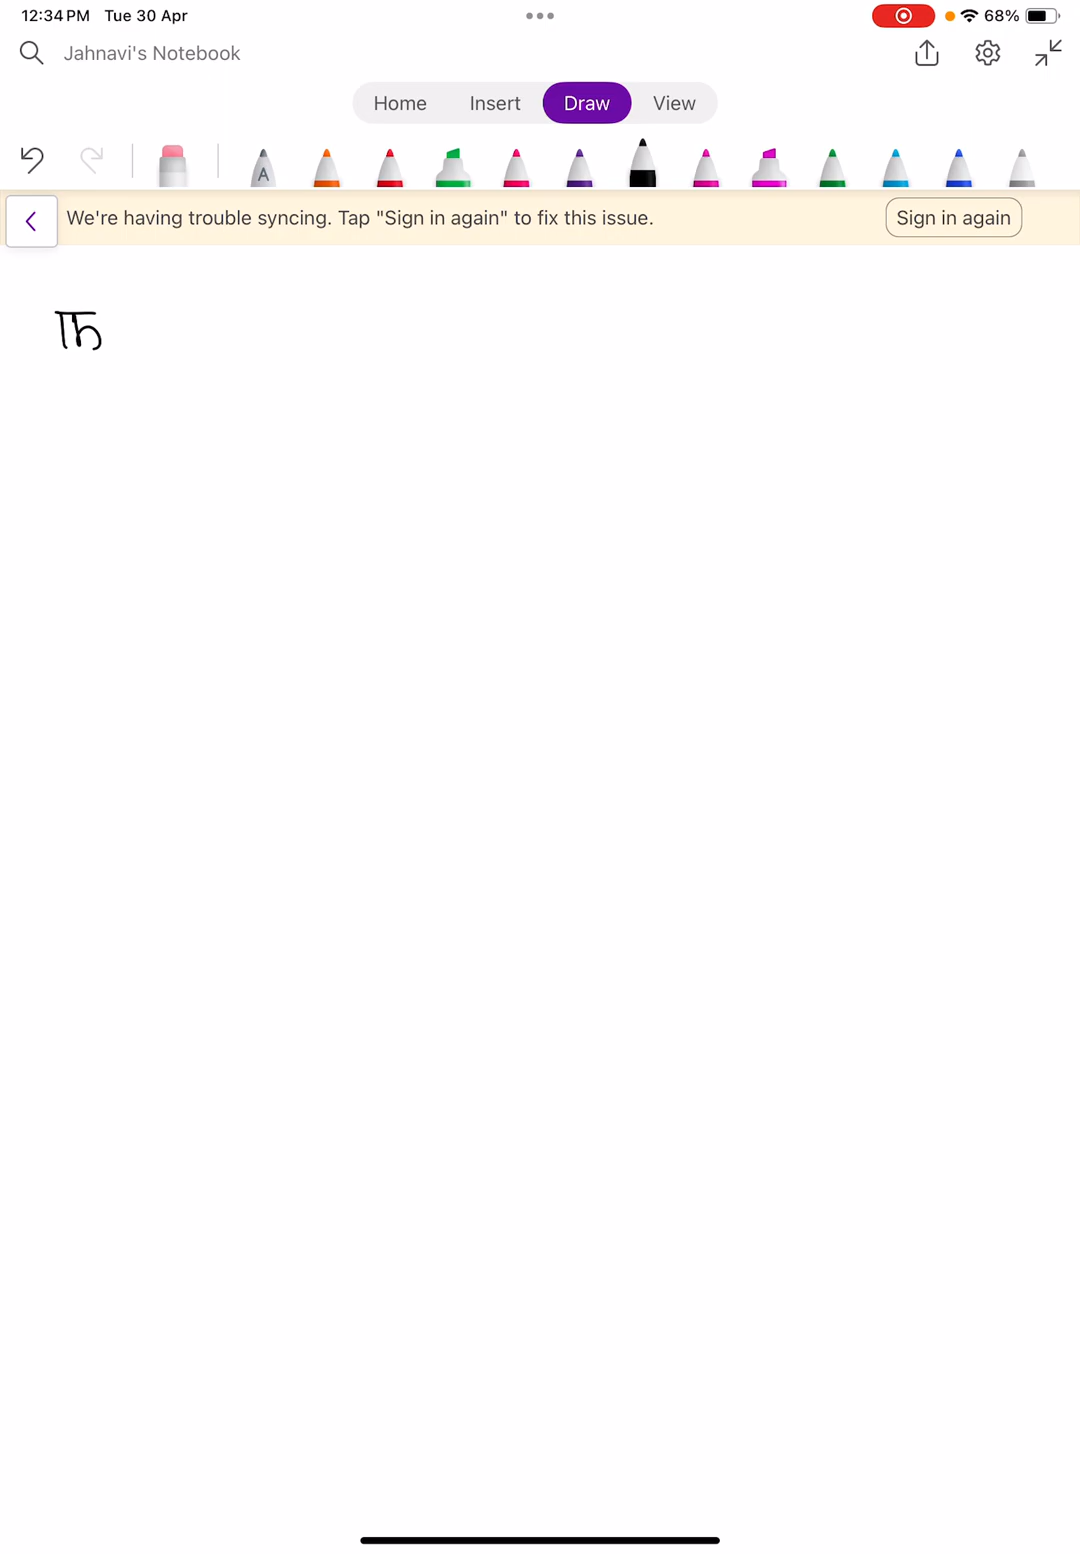 12:34 PM Tue 30 Apr
68%
Jahnavi's Notebook
Home Insert Draw View
A
We're having trouble syncing. Tap "Sign in again" to fix this issue.
Sign in again
Th